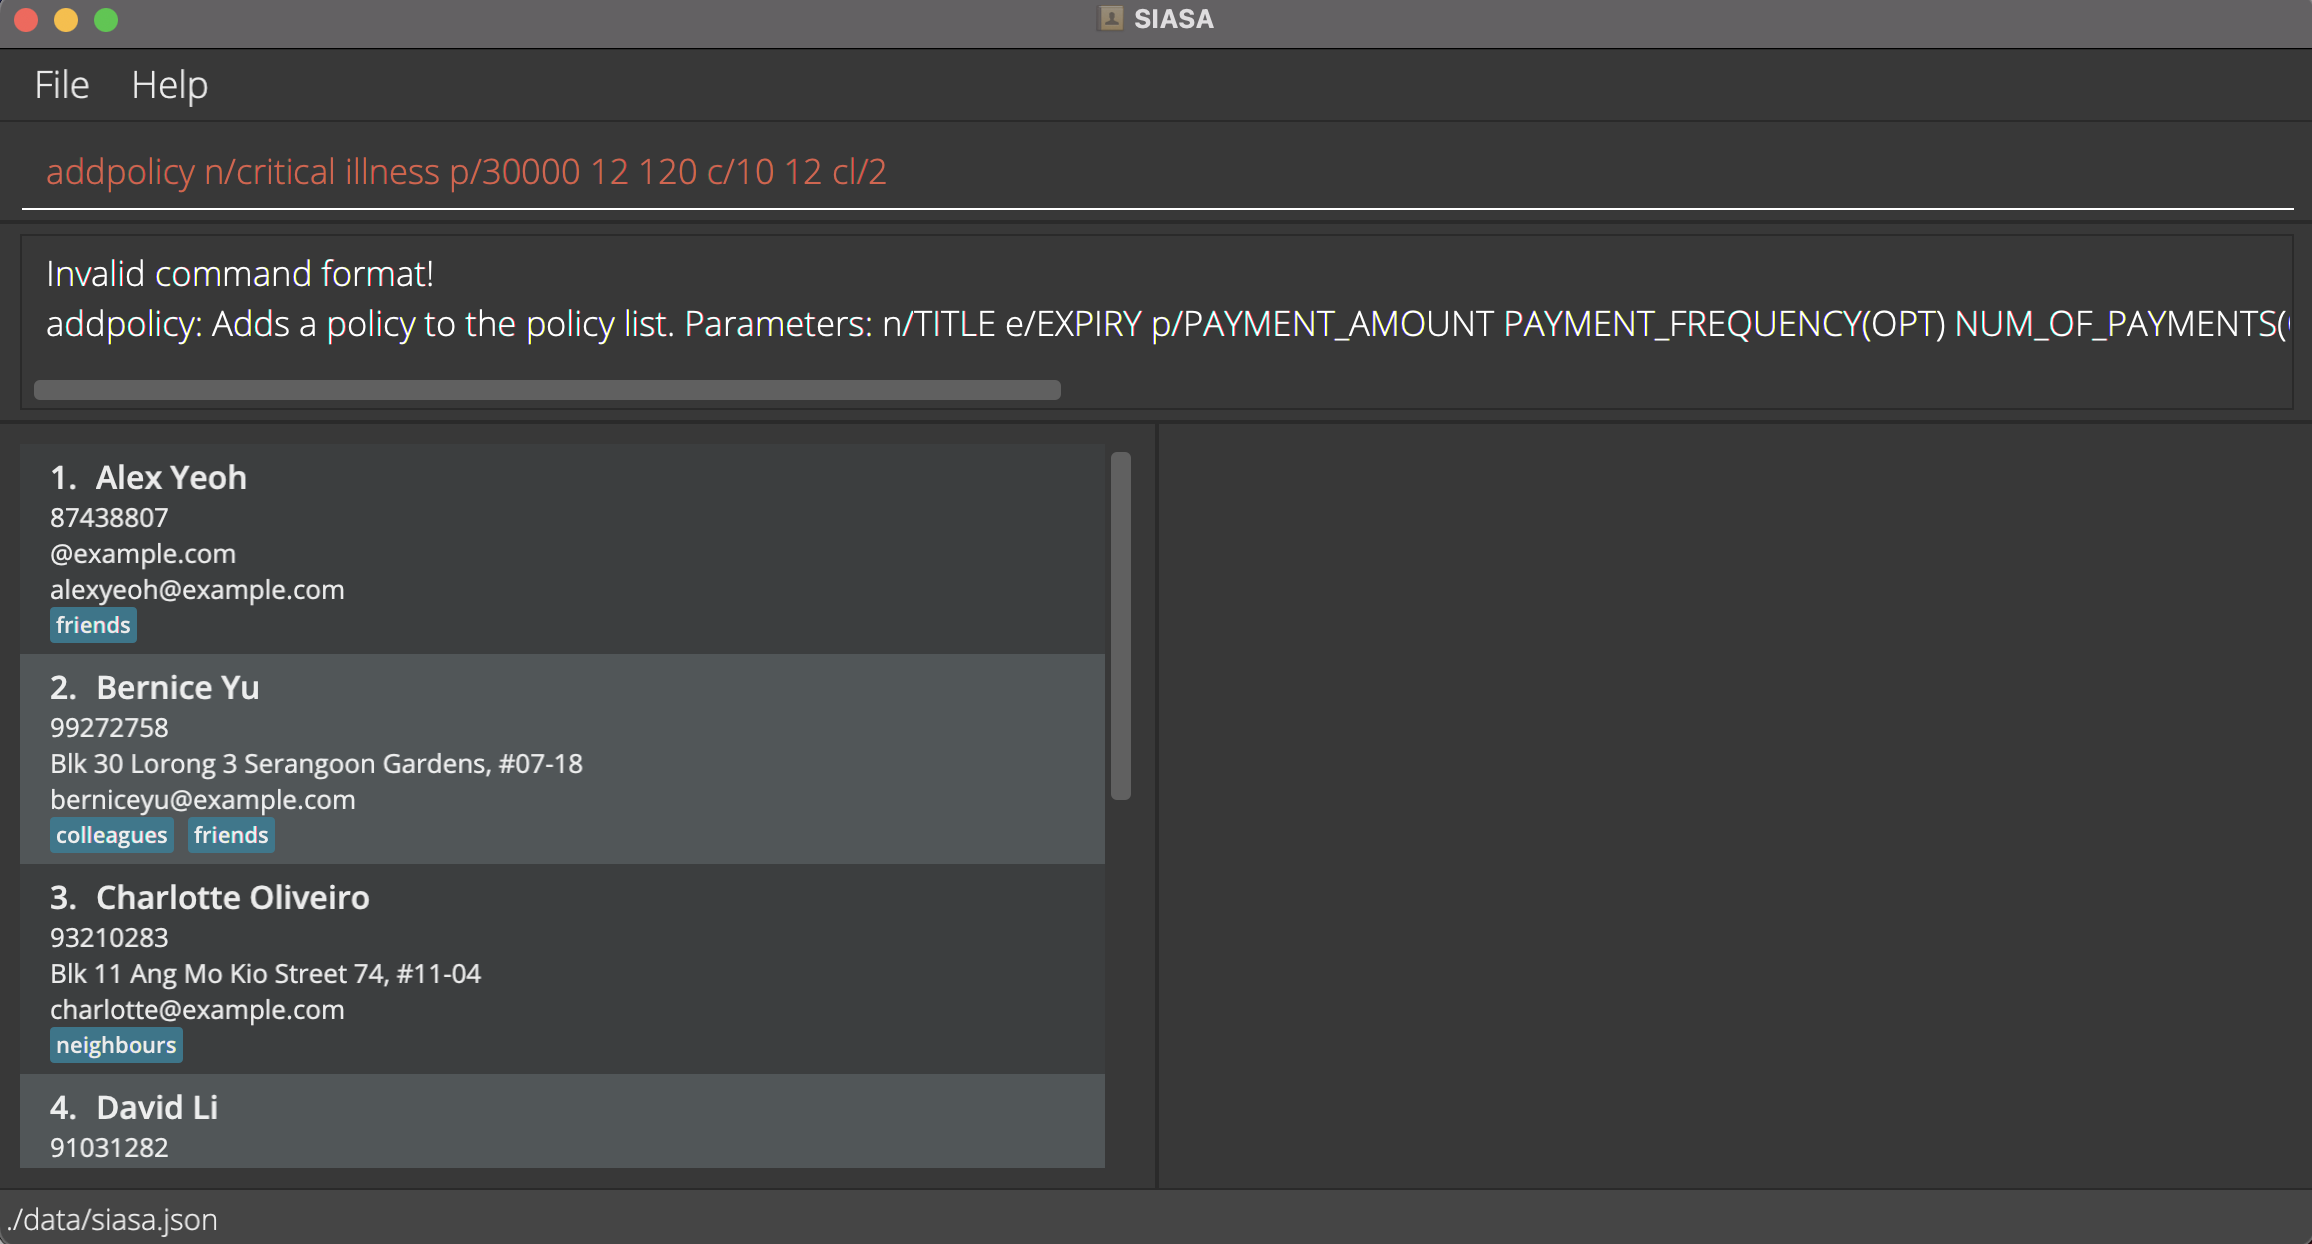 SIASA
File Help
addpolicy n/critical illness p/30000 12 120 c/10 12 cl/2
Invalid command format!
addpolicy: Adds a policy to the policy list. Parameters: n/TITLE e/EXPIRY p/PAYMENT_AMOUNT PAYMENT_FREQUENCY(OPT) NUM_OF_PAYMENTS(
1. Alex Yeoh
87438807
@example.com
alexyeoh@example.com
friends
2. Bernice Yu
99272758
Blk 30 Lorong 3 Serangoon Gardens, #07-18
berniceyu@example.com
colleagues friends
3. Charlotte Oliveiro
93210283
Blk 11 Ang Mo Kio Street 74, #11-04
charlotte@example.com
neighbours
4. David Li
91031282
./data/siasa.json